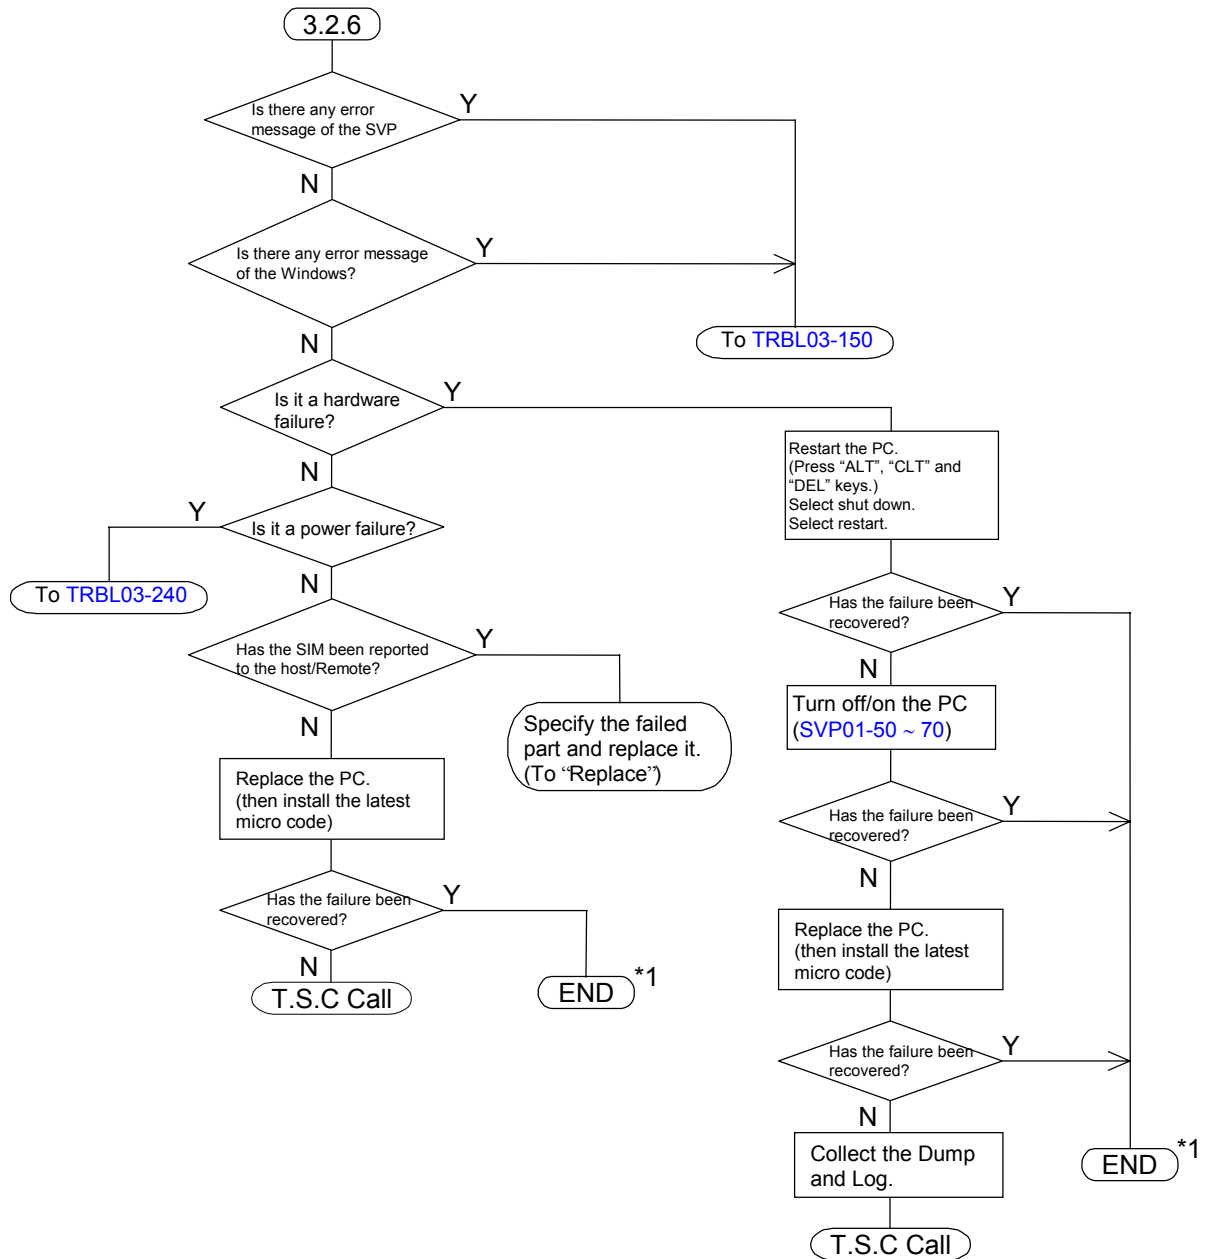 3.2.6
Is there any error
message of the SVP
Y
N
Is there any error message
of the Windows?
Y
N
To TRBL03-150
Is it a hardware
failure?
Y
N
Restart the PC.
(Press “ALT”, “CLT” and
“DEL” keys.)
Select shut down.
Select restart.
Y
Is it a power failure?
N
To TRBL03-240
Has the failure been
recovered?
Y
N
Has the SIM been reported
to the host/Remote?
Y
N
Specify the failed
part and replace it.
(To “Replace”)
Turn off/on the PC
(SVP01-50 ~ 70)
Replace the PC.
(then install the latest
micro code)
Has the failure been
recovered?
Y
N
Has the failure been
recovered?
Y
N
T.S.C Call
END *1
Replace the PC.
(then install the latest
micro code)
Has the failure been
recovered?
Y
N
Collect the Dump
and Log.
END *1
T.S.C Call